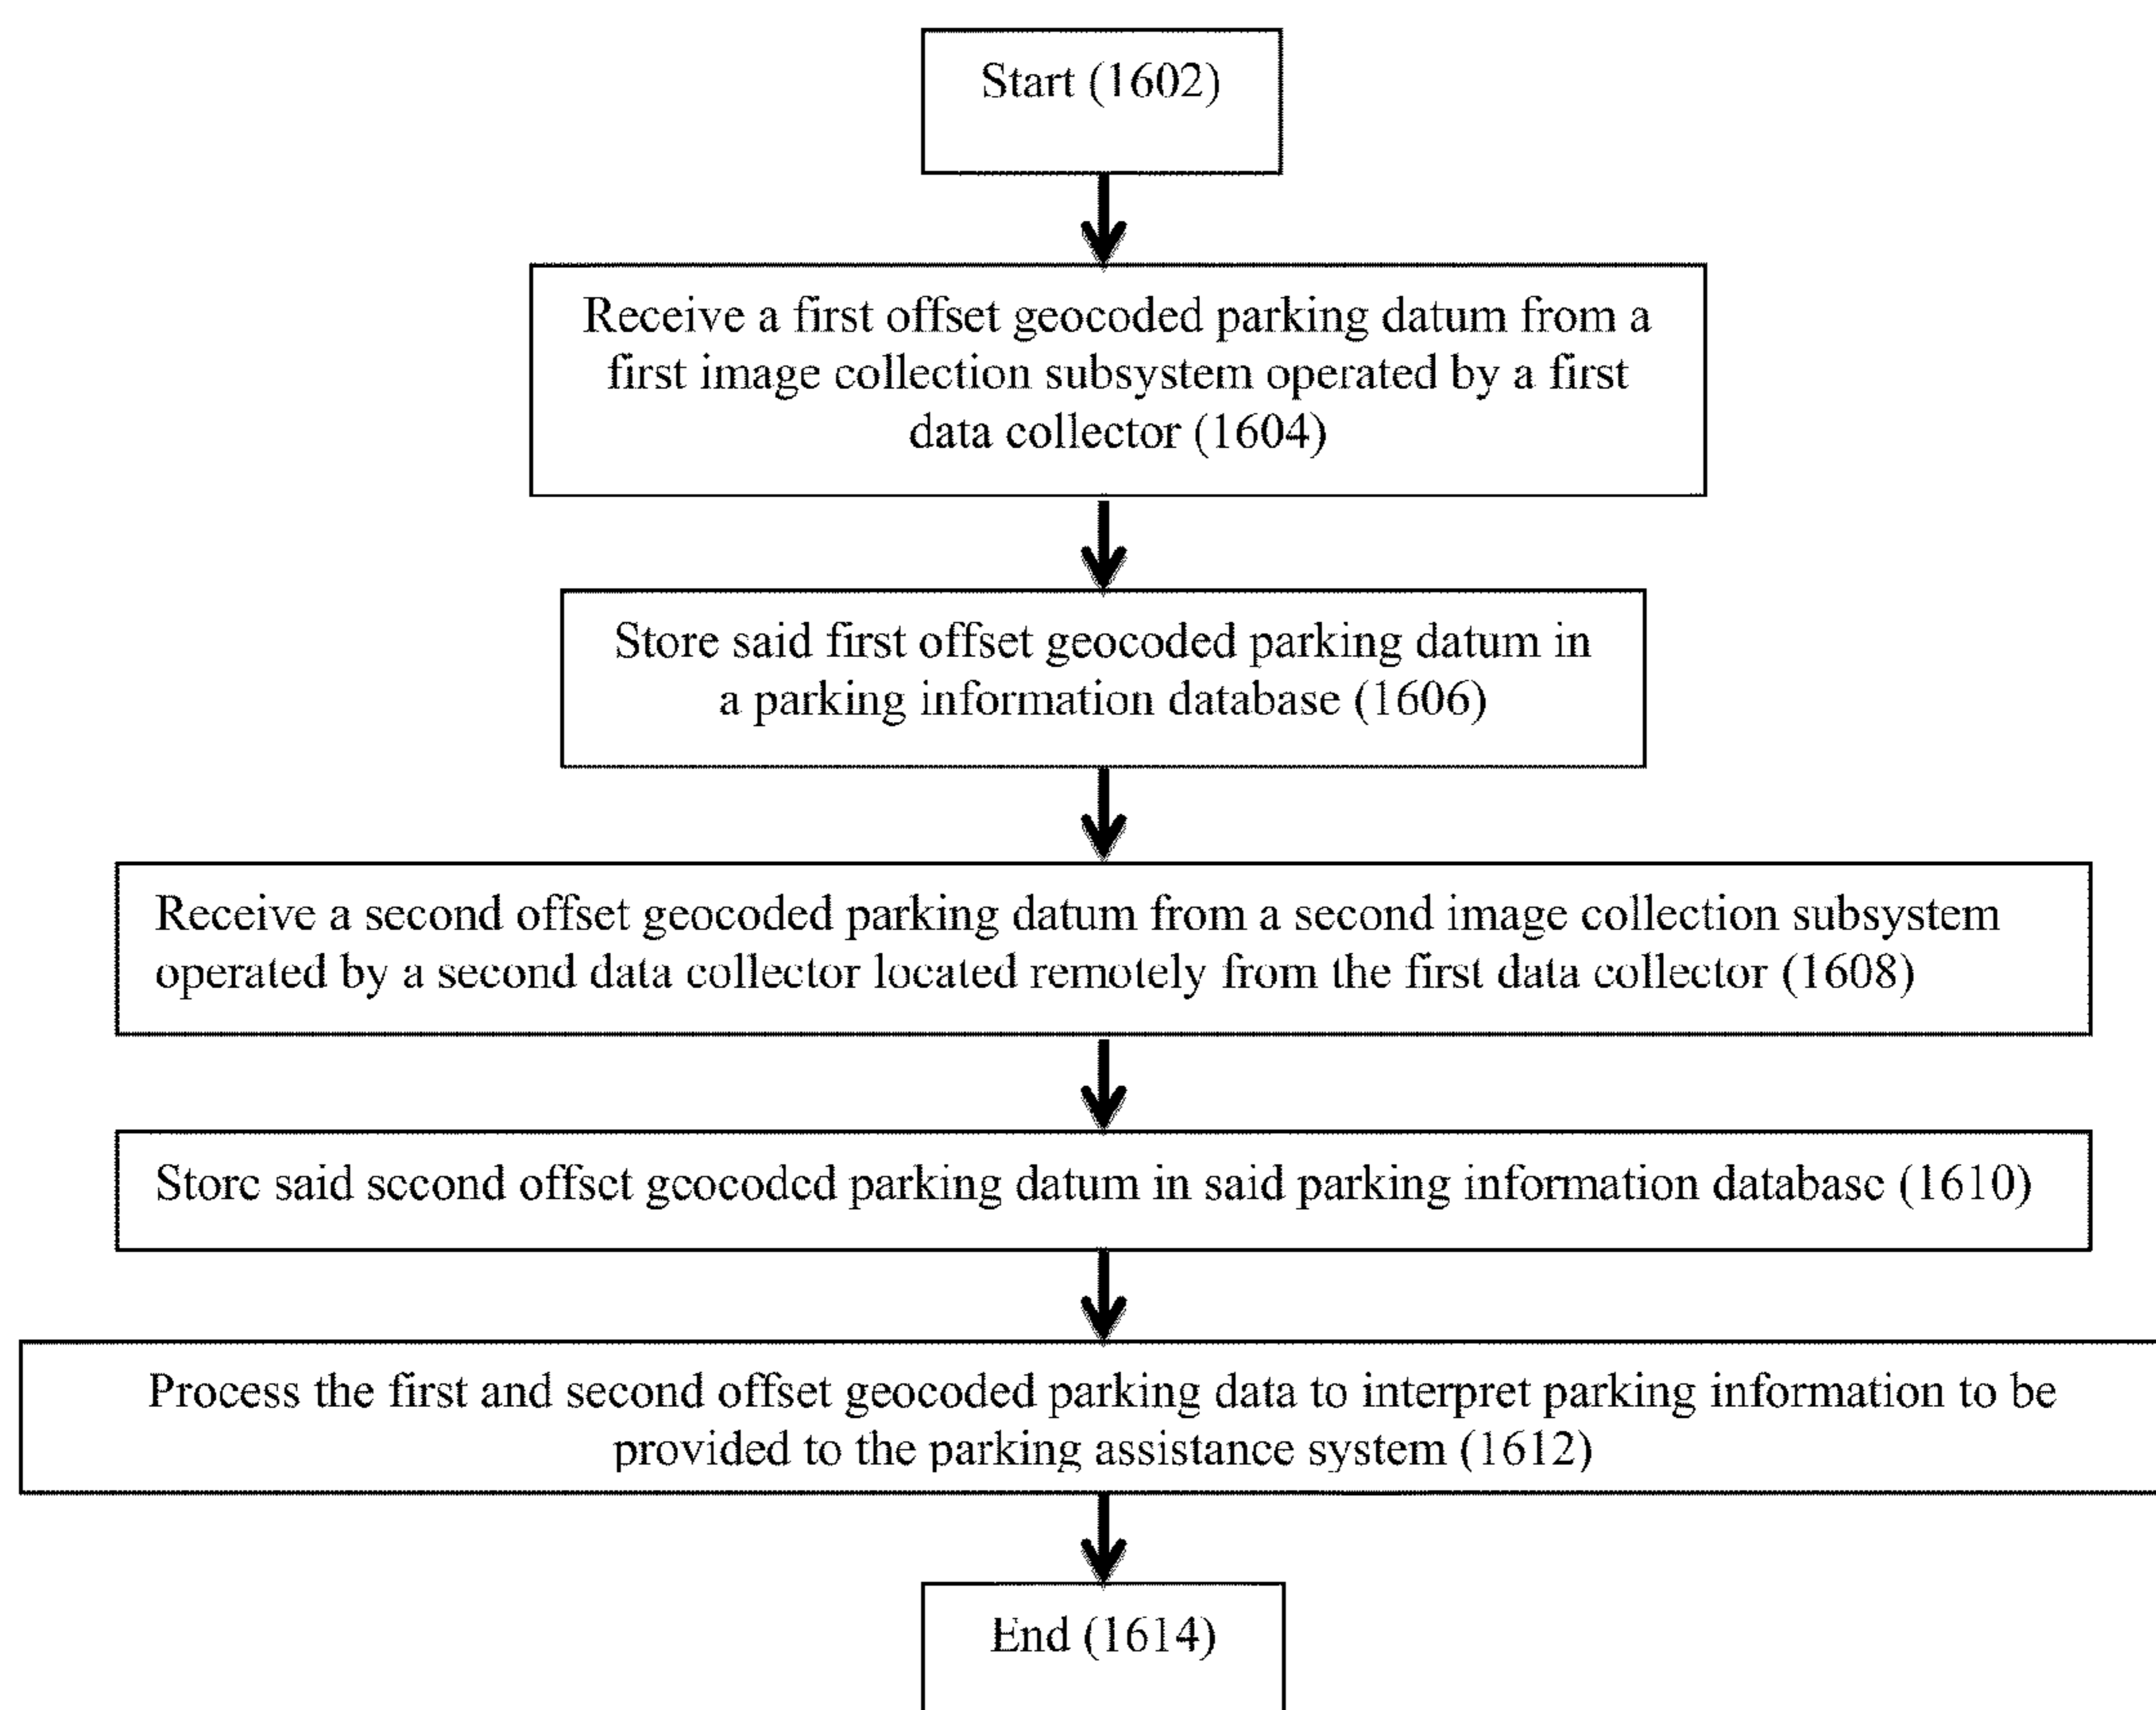 Start (1602)
Receive a first offset geocoded parking datum from a
first image collection subsystem operated by a first
data collector (1604)
Store said first offset geocoded parking datum in
a parking information database (1606)
Receive a second offset geocoded parking datum from a second image collection subsystem
operated by a second data collector located remotely from the first data collector (1608)
Store said second offset geocoded parking datum in said parking information database (1610)
Process the first and second offset geocoded parking data to interpret parking information to be
provided to the parking assistance system (1612)
End (1614)